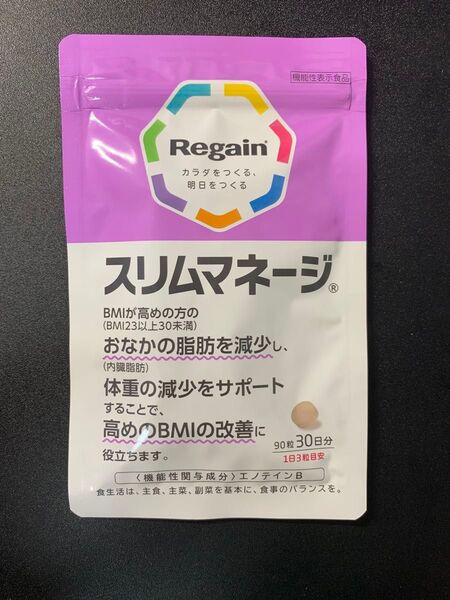 機能性表示食品
Regain®
カラダをつくる、
明日をつくる
スリムマネージ®
BMIが高めの方の
(BMI23以上30未満)
おなかの脂肪を減少し、
(内臓脂肪)
体重の減少をサポート
することで、
高めのBMIの改善に
役立ちます。
90粒30日分
1日3粒目安
〈機能性関与成分〉エノテインB
食生活は、主食、主菜、副菜を基本に、食事のバランスを。